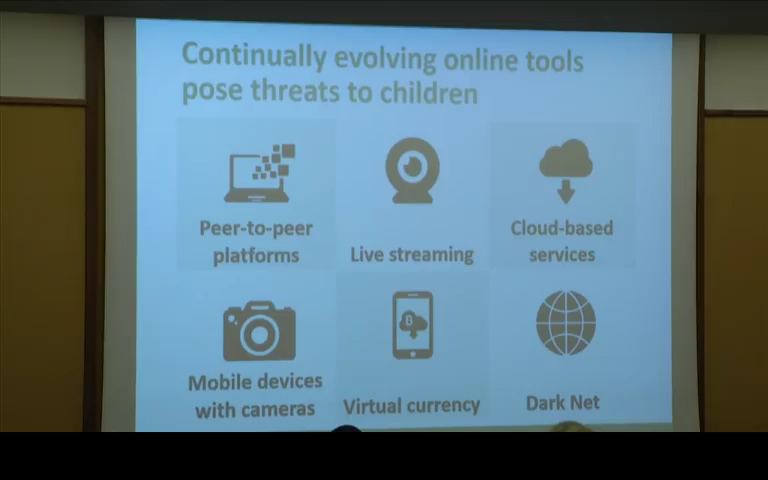 Continually evolving online tools
pose threats to children
Peer-to-peer
platforms
Live streaming
Cloud-based
services
Mobile devices
with cameras
B
Virtual currency
Dark Net